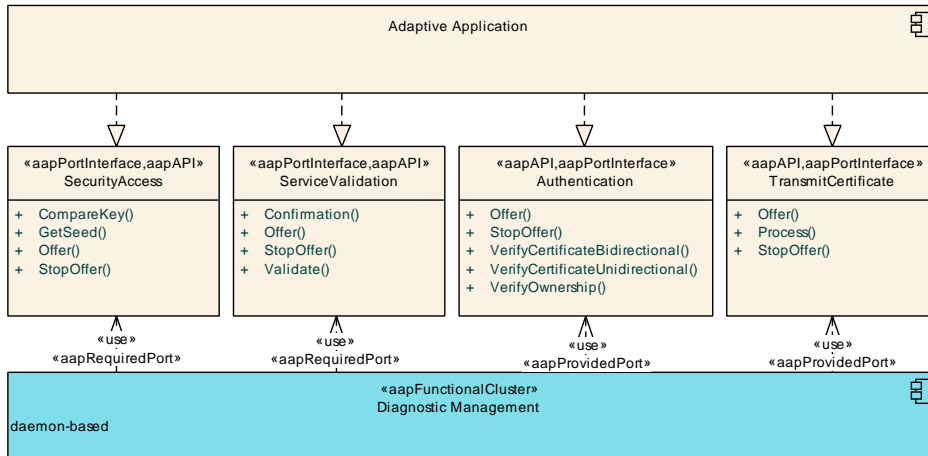 Adaptive Application
«aapPortInterface,aapAPI»
SecurityAccess
+ CompareKey()
+ GetSeed()
+ Offer()
+ StopOffer()
«aapPortInterface,aapAPI»
ServiceValidation
+ Confirmation()
+ Offer()
+ StopOffer()
+ Validate()
«aapAPI,aapPortInterface»
Authentication
+ Offer()
+ StopOffer()
+ VerifyCertificateBidirectional()
+ VerifyCertificateUnidirectional()
+ VerifyOwnership()
«aapAPI,aapPortInterface»
TransmitCertificate
+ Offer()
+ Process()
+ StopOffer()
«use»
«aapRequiredPort»
«use»
«aapRequiredPort»
«use»
«aapProvidedPort»
«use»
«aapProvidedPort»
«aapFunctionalCluster»
Diagnostic Management
daemon-based